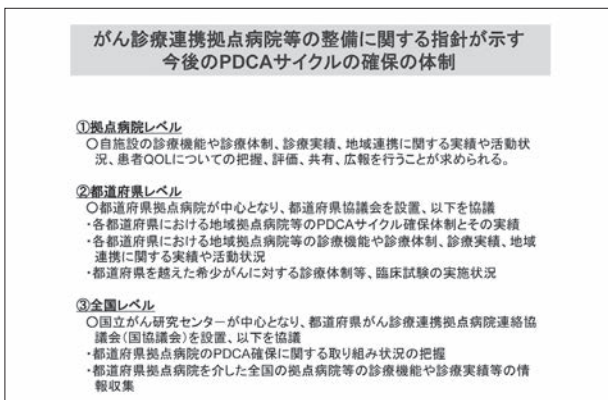 がん診療連携拠点病院等の整備に関する指針が示す
今後のPDCAサイクルの確保の体制
①拠点病院レベル
○自施設の診療機能や診療体制、診療実績、地域連携に関する実績や活動状
況、患者QOLについての把握、評価、共有、広報を行うことが求められる。
②都道府県レベル
○都道府県拠点病院が中心となり、都道府県協議会を設置、以下を協議
・各都道府県における地域拠点病院等のPDCAサイクル確保体制とその実績
・各都道府県における地域拠点病院等の診療機能や診療体制、診療実績、地域
連携に関する実績や活動状況
・都道府県を越えた希少がんに対する診療体制等、臨床試験の実施状況
③全国レベル
○国立がん研究センターが中心となり、都道府県がん診療連携拠点病院連絡協
議会(国協議会)を設置、以下を協議
・都道府県拠点病院のPDCA確保に関する取り組み状況の把握
・都道府県拠点病院を介した全国の拠点病院等の診療機能や診療実績等の情
報収集